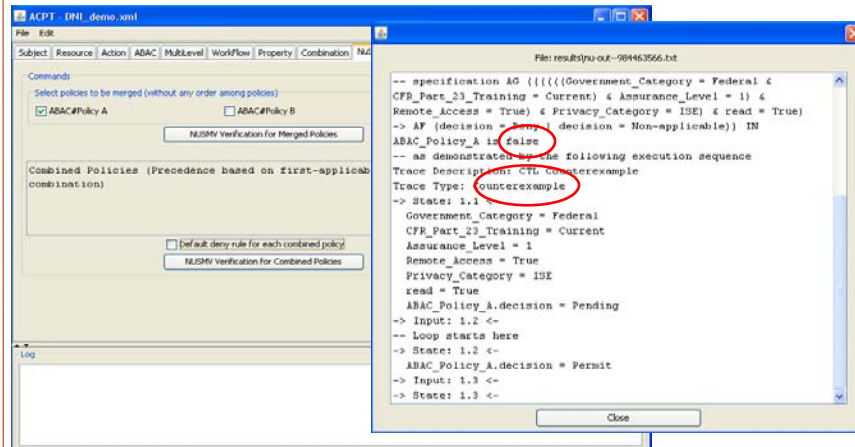 ACPT - DNI_demo.xml
File Edit
Subject Resource Action ABAC MultiLevel WorkFlow Property Combination
Commands
Select policies to be merged (without any order among policies)
ABAC#Policy A ABAC#Policy B
NUSMV Verification for Merged Policies
Combined Policies (Precedence based on first-applicab
combination)
Default deny rule for each combined policy
NUSMV Verification for Combined Policies
Log
File: results\nu-out--984463566.txt
-- specification AG ((((((Government_Category = Federal &
CFR_Part_23_Training = Current) & Assurance_Level = 1) &
Remote_Access = True) & Privacy_Category = ISE) & read = True)
-> AF (decision = Deny | decision = Non-applicable)) IN
ABAC_Policy_A is false
-- as demonstrated by the following execution sequence
Trace Description: CTL Counterexample
Trace Type: Counterexample
-> State: 1.1 <-
Government_Category = Federal
CFR_Part_23_Training = Current
Assurance_Level = 1
Remote_Access = True
Privacy_Category = ISE
read = True
ABAC_Policy_A.decision = Pending
-> Input: 1.2 <-
-- Loop starts here
-> State: 1.2 <-
ABAC_Policy_A.decision = Permit
-> Input: 1.3 <-
-> State: 1.3 <-
Close